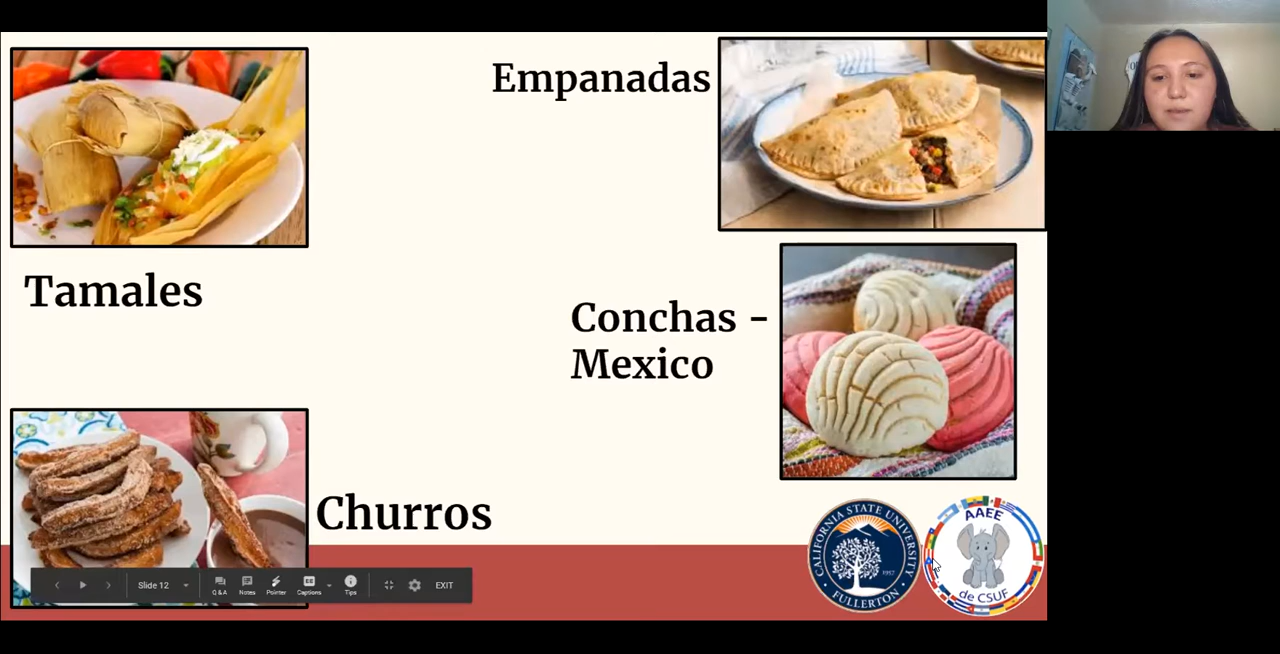 Empanadas
Tamales
Conchas -
Mexico
Churros
CALIFORNIA STATE UNIVERSITY
FULLERTON
1957
AAEE
de CSUF
Slide 12
Q&A
Notes
Pointer
CC
Captions
Tips
EXIT